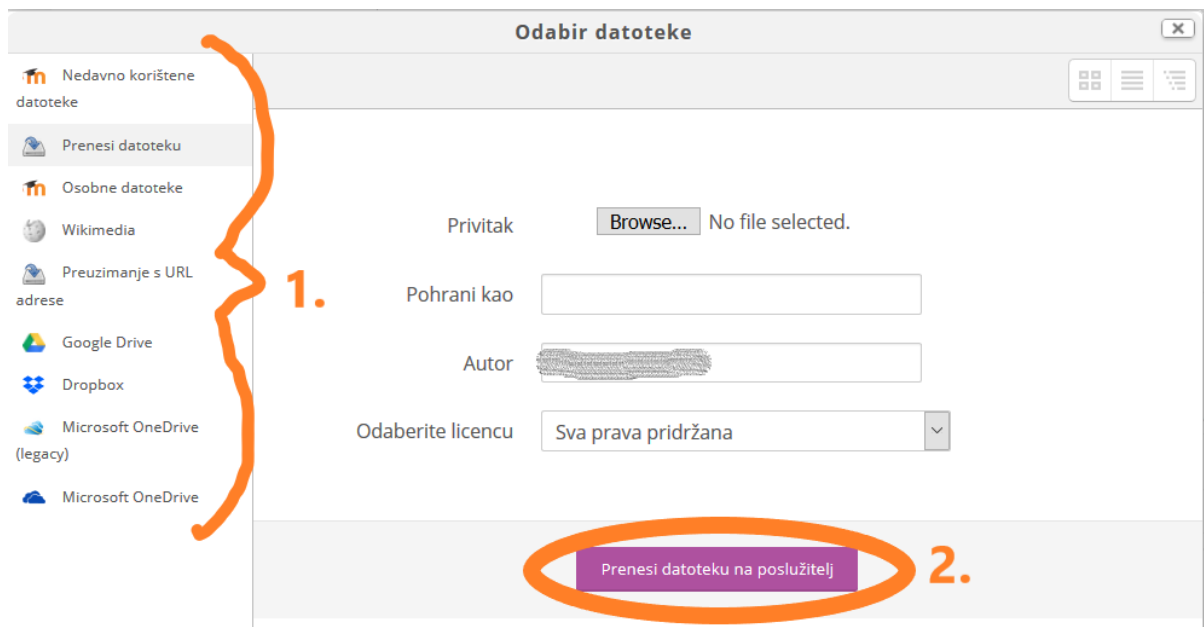 Odabir datoteke
Nedavno korištene
datoteke
Prenesi datoteku
Osobne datoteke
Wikimedia
Preuzimanje s URL
adrese
Google Drive
Dropbox
Microsoft OneDrive
(legacy)
Microsoft OneDrive
1.
Privitak Browse... No file selected.
Pohrani kao
Autor
Odaberite licencu Sva prava pridržana
Prenesi datoteku na poslužitelj 2.